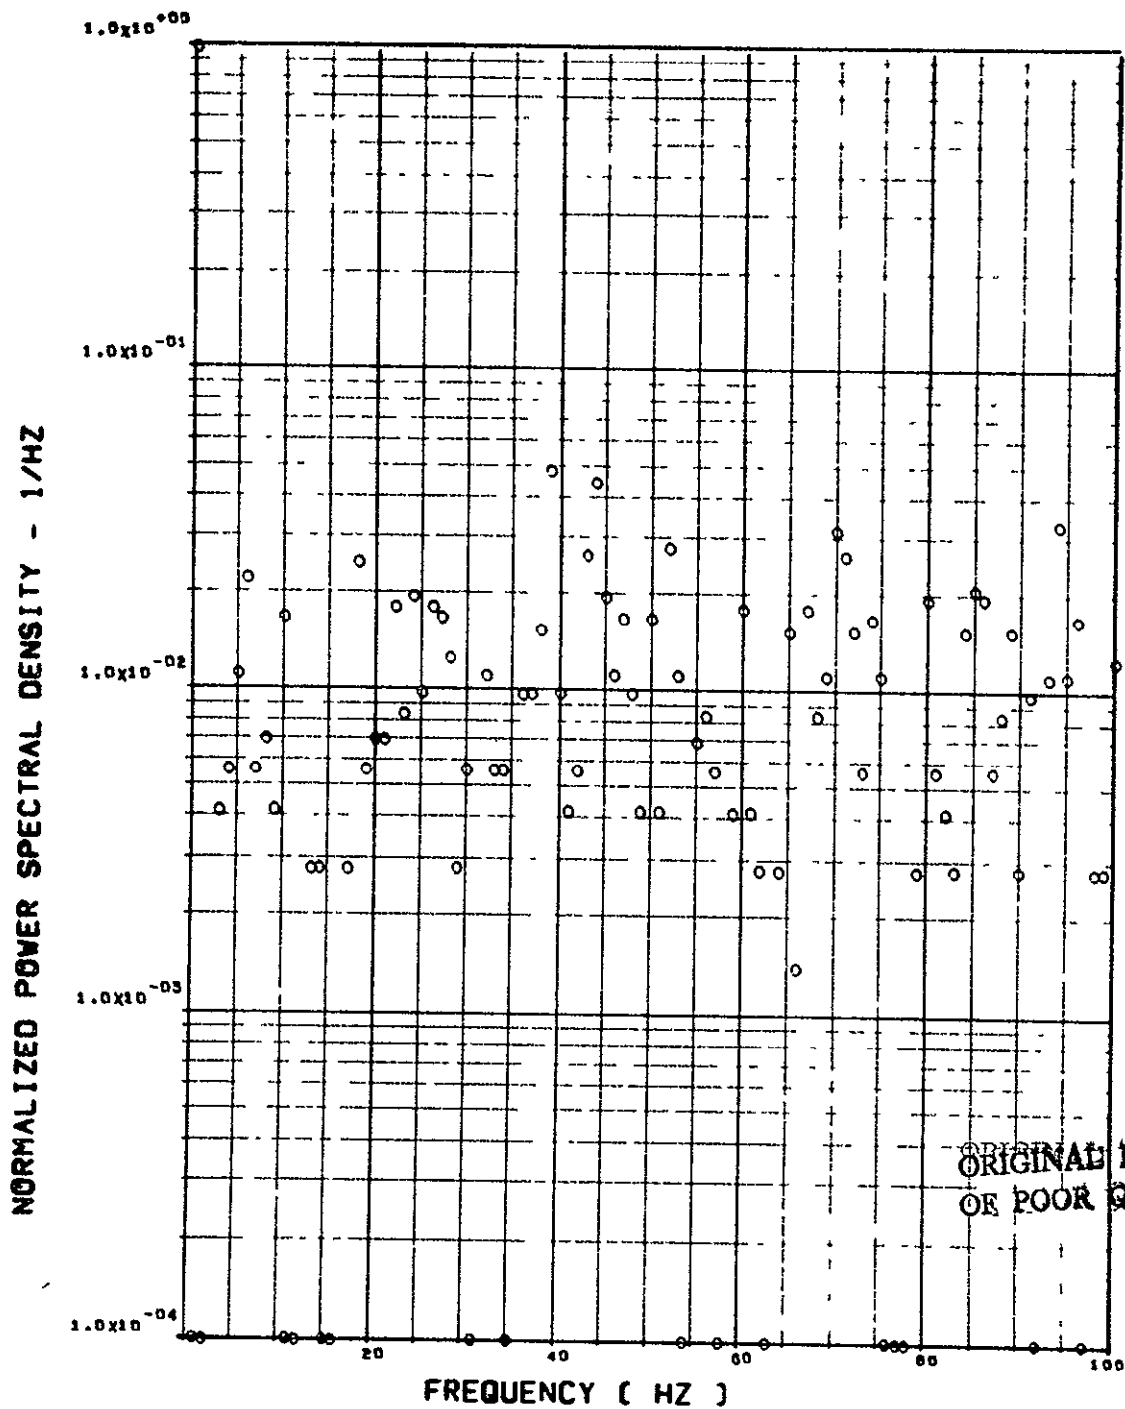 1.0x10+00
1.0x10-01
1.0x10-02
1.0x10-03
1.0x10-04
NORMALIZED POWER SPECTRAL DENSITY - 1/HZ
20 40 60 80 100
FREQUENCY ( HZ )
ORIGINAL
OF POOR